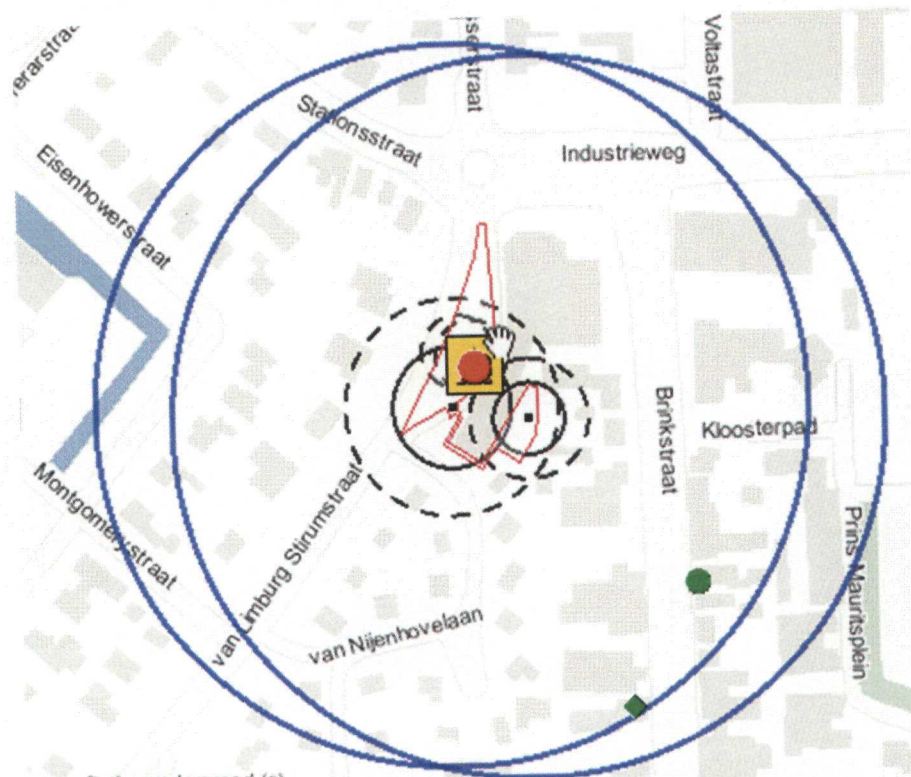 Voltastraat
Stationsstraat
Industrieweg
Eisenhowerstraat
Brinkstraat
Kloosterpad
Montgomerystraat
van Limburg Stirumstraat
Prins Mauritsplein
van Nijenhovelaan